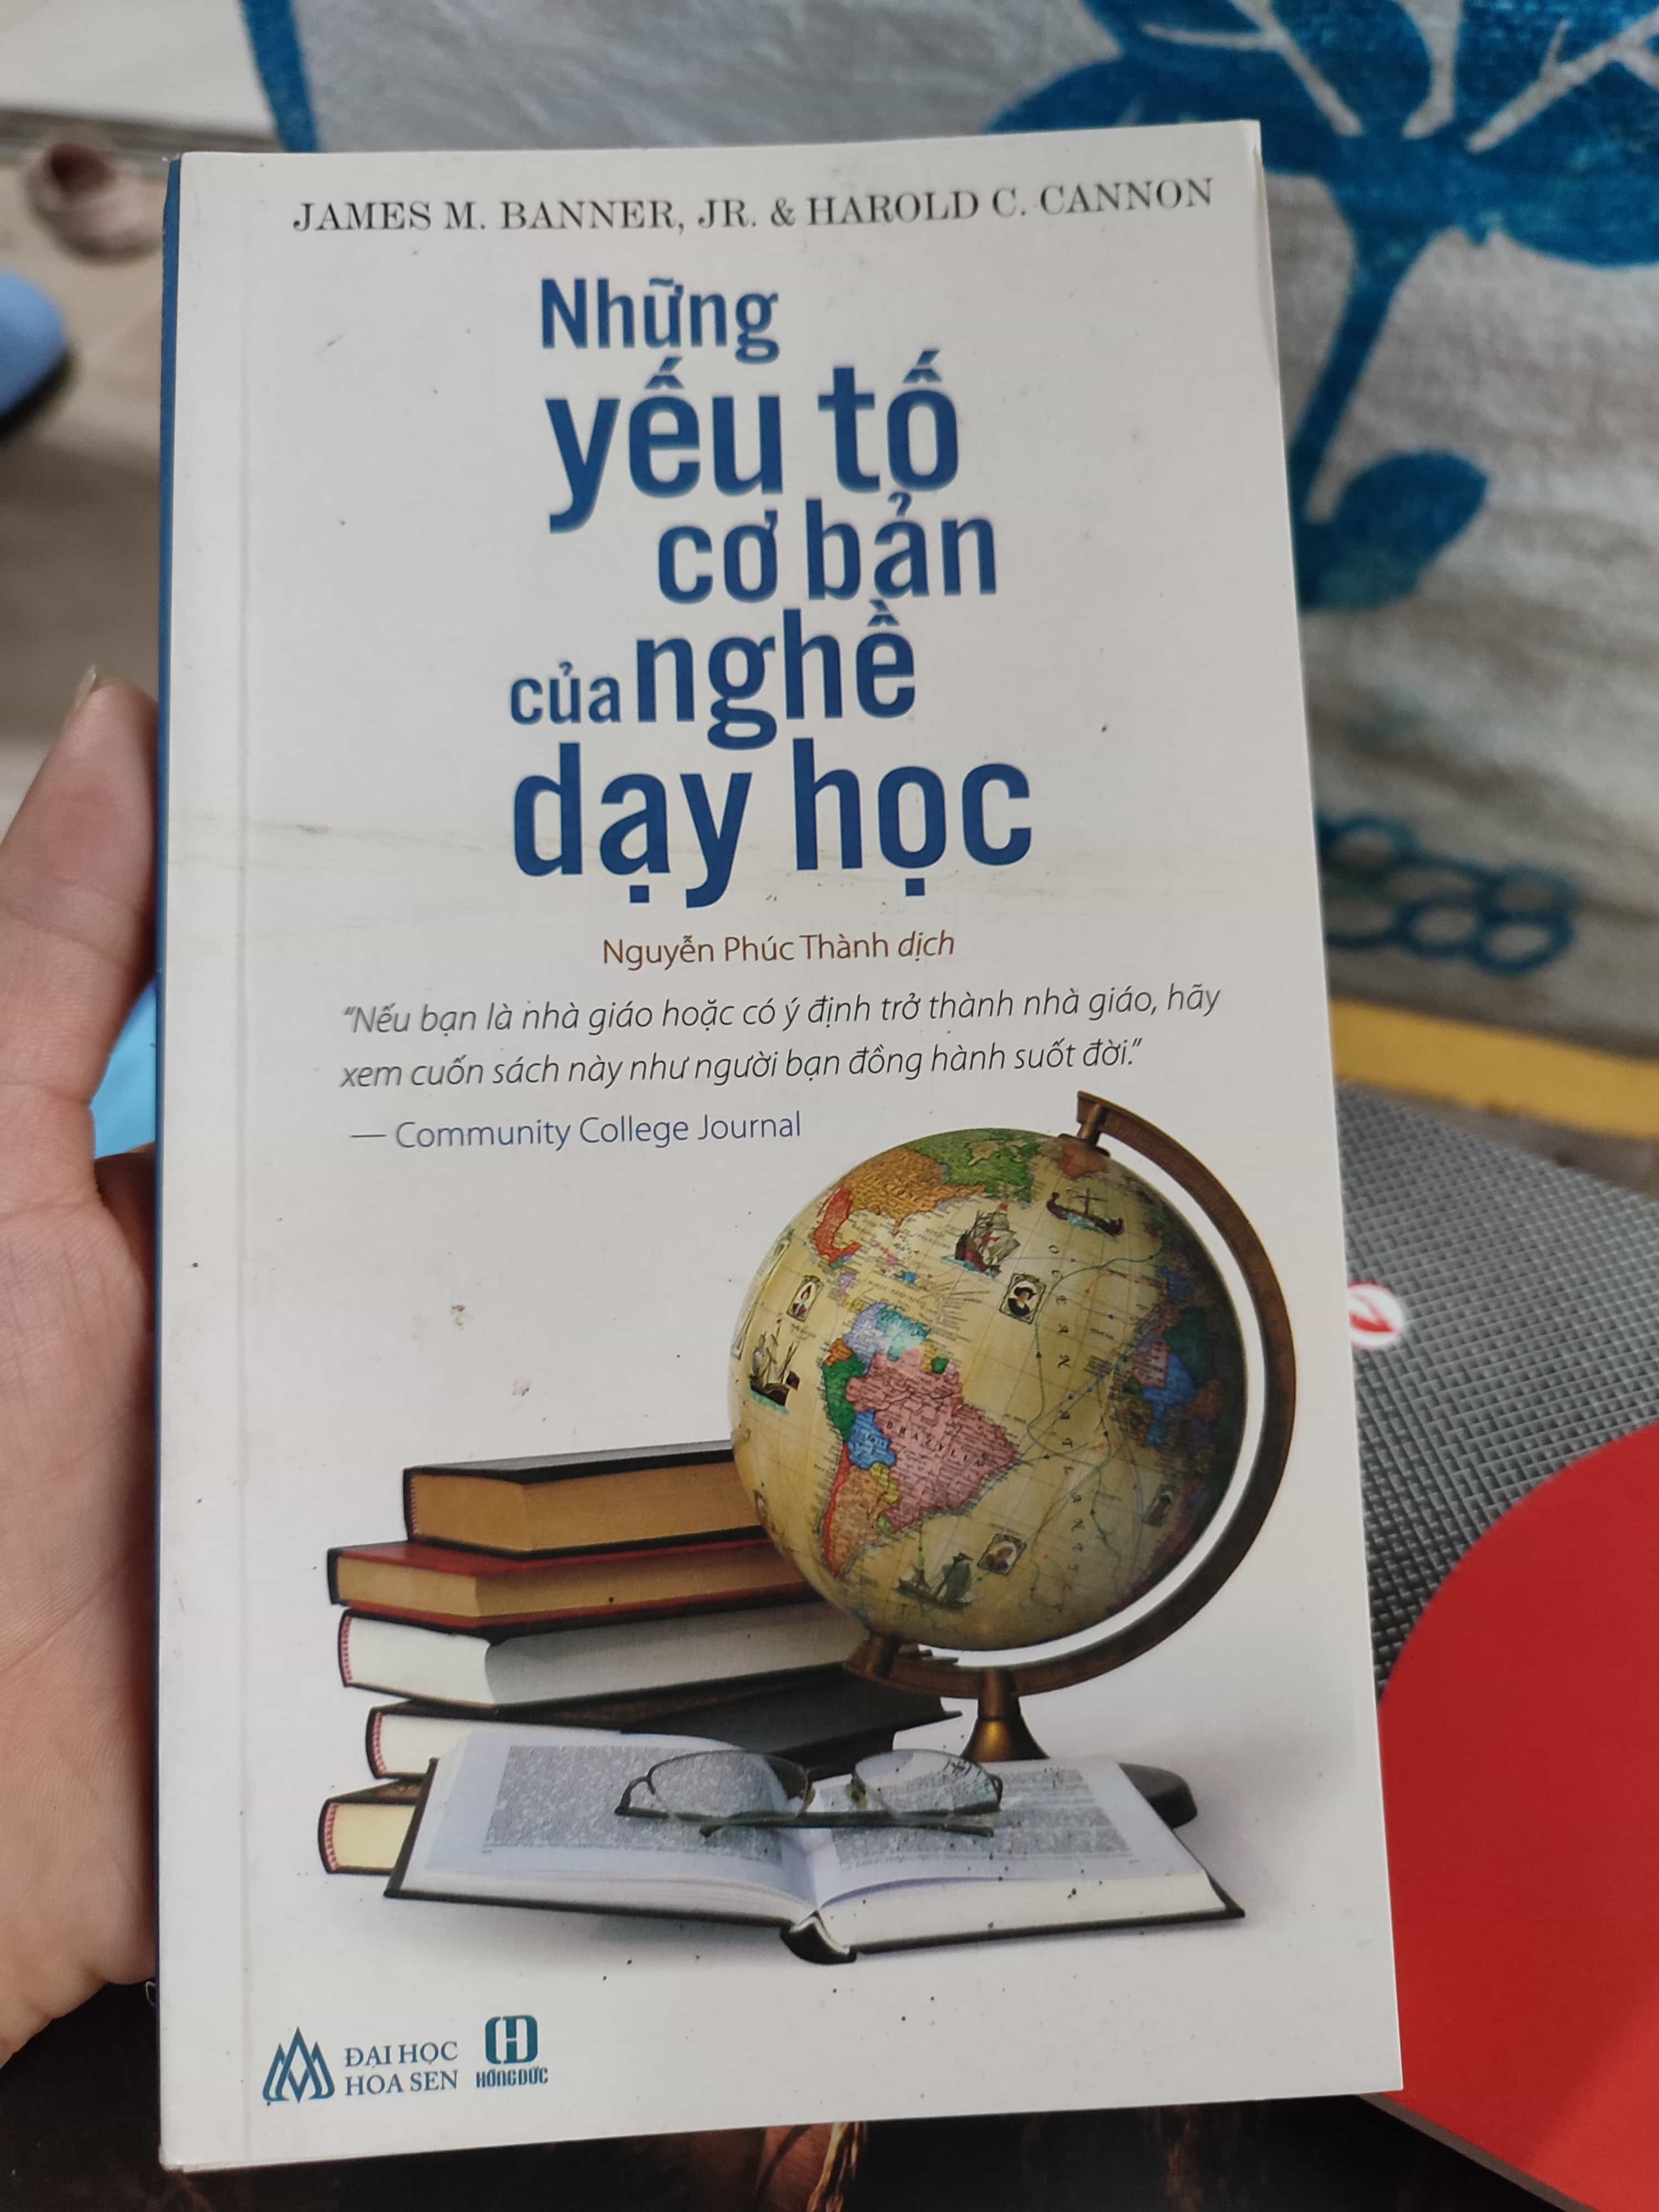 JAMES M. BANNER, JR. & HAROLD C. CANNON
Những
yếu tố
cơ bản
của nghề
dạy học
Nguyễn Phúc Thành dịch
“Nếu bạn là nhà giáo hoặc có ý định trở thành nhà giáo, hãy
xem cuốn sách này như người bạn đồng hành suốt đời.”
— Community College Journal
BRAZYLIA
ĐẠI HỌC
HOA SEN
HỒNG ĐỨC